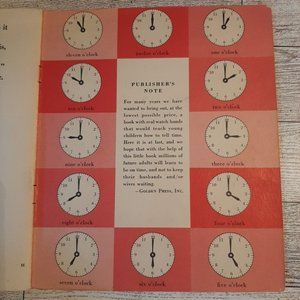 it
is,
"
e.
eleven o'clock
twelve o'clock
one o'clock
ten o'clock
PUBLISHER'S
NOTE
For many years we have
wanted to bring out, at the
lowest possible price, a
book with real watch hands
that would teach young
children how to tell time.
Here it is at last, and we
hope that with the help of
this little book millions of
future adults will learn to
be on time, and not to keep
their husbands and/or
wives waiting.
—GOLDEN PRESS, INC.
two o'clock
nine o'clock
three o'clock
eight o'clock
four o'clock
seven o'clock
six o'clock
five o'clock